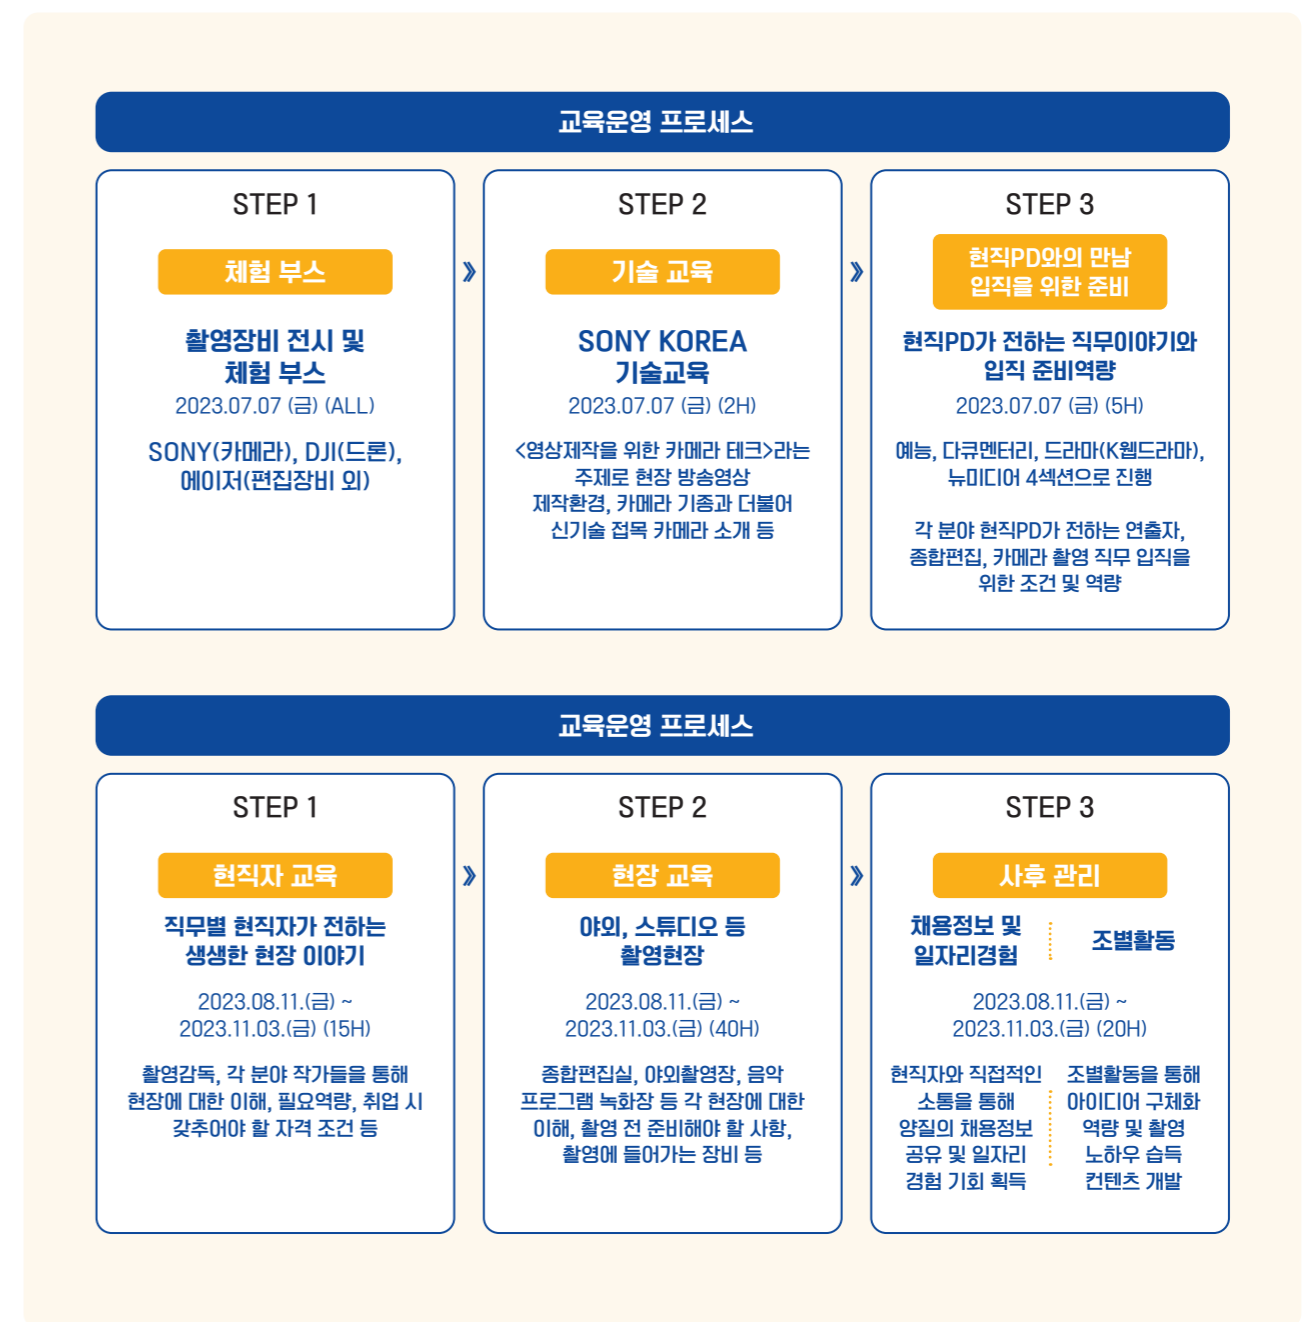 교육운영 프로세스
STEP 1
체험 부스
촬영장비 전시 및
체험 부스
2023.07.07 (금) (ALL)
SONY(카메라), DJI(드론),
에이저(편집장비 외)
》
STEP 2
기술 교육
SONY KOREA
기술교육
2023.07.07 (금) (2H)
<영상제작을 위한 카메라 테크>라는
주제로 현장 방송영상
제작환경, 카메라 기종과 더불어
신기술 접목 카메라 소개 등
》
STEP 3
현직PD와의 만남
입직을 위한 준비
현직PD가 전하는 직무이야기와
입직 준비역량
2023.07.07 (금) (5H)
예능, 다큐멘터리, 드라마(K웹드라마),
뉴미디어 4섹션으로 진행
각 분야 현직PD가 전하는 연출자,
종합편집, 카메라 촬영 직무 입직을
위한 조건 및 역량
교육운영 프로세스
STEP 1
현직자 교육
직무별 현직자가 전하는
생생한 현장 이야기
2023.08.11.(금) ~
2023.11.03.(금) (15H)
촬영감독, 각 분야 작가들을 통해
현장에 대한 이해, 필요역량, 취업 시
갖추어야 할 자격 조건 등
》
STEP 2
현장 교육
야외, 스튜디오 등
촬영현장
2023.08.11.(금) ~
2023.11.03.(금) (40H)
종합편집실, 야외촬영장, 음악
프로그램 녹화장 등 각 현장에 대한
이해, 촬영 전 준비해야 할 사항,
촬영에 들어가는 장비 등
》
STEP 3
사후 관리
채용정보 및
일자리경험
조별활동
2023.08.11.(금) ~
2023.11.03.(금) (20H)
현직자와 직접적인
소통을 통해
양질의 채용정보
공유 및 일자리
경험 기회 획득
조별활동을 통해
아이디어 구체화
역량 및 촬영
노하우 습득
컨텐츠 개발